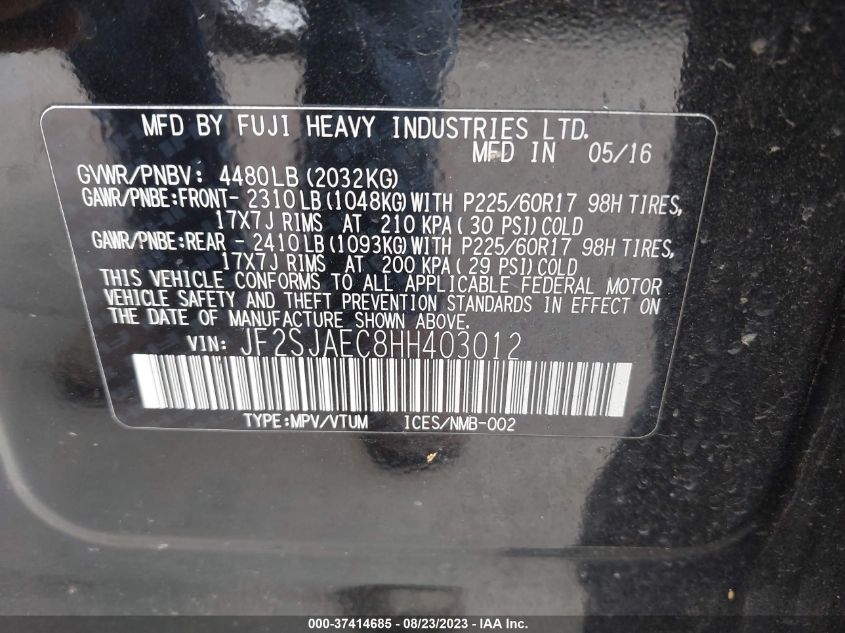 MFD BY FUJI HEAVY INDUSTRIES LTD.
MFD IN 05/16
GVWR/PNBV: 4480LB(2032KG)
GAWR/PNBE:FRONT- 2310LB(1048KG)WITH P225/60R17 98H TIRES,
17X7J RIMS AT 210 KPA(30 PSI)COLD
GAWR/PNBE:REAR - 2410LB(1093KG)WITH P225/60R17 98H TIRES,
17X7J RIMS AT 200 KPA(29 PSI)COLD
THIS VEHICLE CONFORMS TO ALL APPLICABLE FEDERAL MOTOR
VEHICLE SAFETY AND THEFT PREVENTION STANDARDS IN EFFECT ON
THE DATE OF MANUFACTURE SHOWN ABOVE.
VIN: JF2SJAEC8HH403012
TYPE:MPV/VTUM ICES/NMB-002
000-37414685 - 08/23/2023 - IAA Inc.